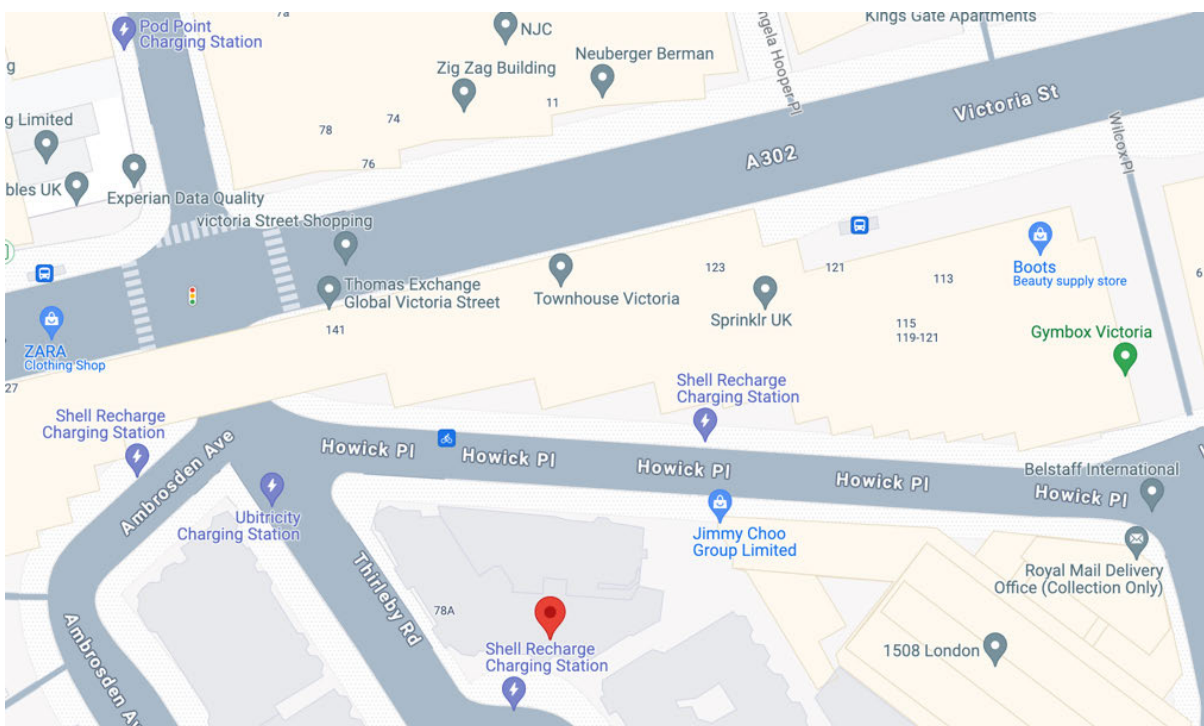 7a
Pod Point
Charging Station
NJC
Kings Gate Apartments
ngela Hooper Pl
g
Zig Zag Building
Neuberger Berman
11
Victoria St
74
78
g Limited
Wilcox Pl
76
A302
bles UK
Experian Data Quality
victoria Street Shopping
Thomas Exchange
Global Victoria Street
Townhouse Victoria
123
121
113
Boots
Beauty supply store
6
Sprinklr UK
141
115
119-121
Gymbox Victoria
ZARA
Clothing Shop
27
Shell Recharge
Charging Station
Shell Recharge
Charging Station
Ambrosden Ave
Howick Pl
Howick Pl
Howick Pl
Howick Pl
Howick Pl
Belstaff International
Ubitricity
Charging Station
Jimmy Choo
Group Limited
Thirleby Rd
Royal Mail Delivery
Office (Collection Only)
78A
Shell Recharge
Charging Station
1508 London
Ambrosden Av